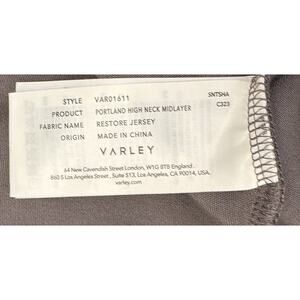 STYLE VAR01611 SNTSHA
PRODUCT PORTLAND HIGH NECK MIDLAYER C323
FABRIC NAME RESTORE JERSEY
ORIGIN MADE IN CHINA
VARLEY
64 New Cavendish Street London, W1G 8TB England.
860 S Los Angeles Street, Suite 513, Los Angeles, CA 90014, USA.
varley.com